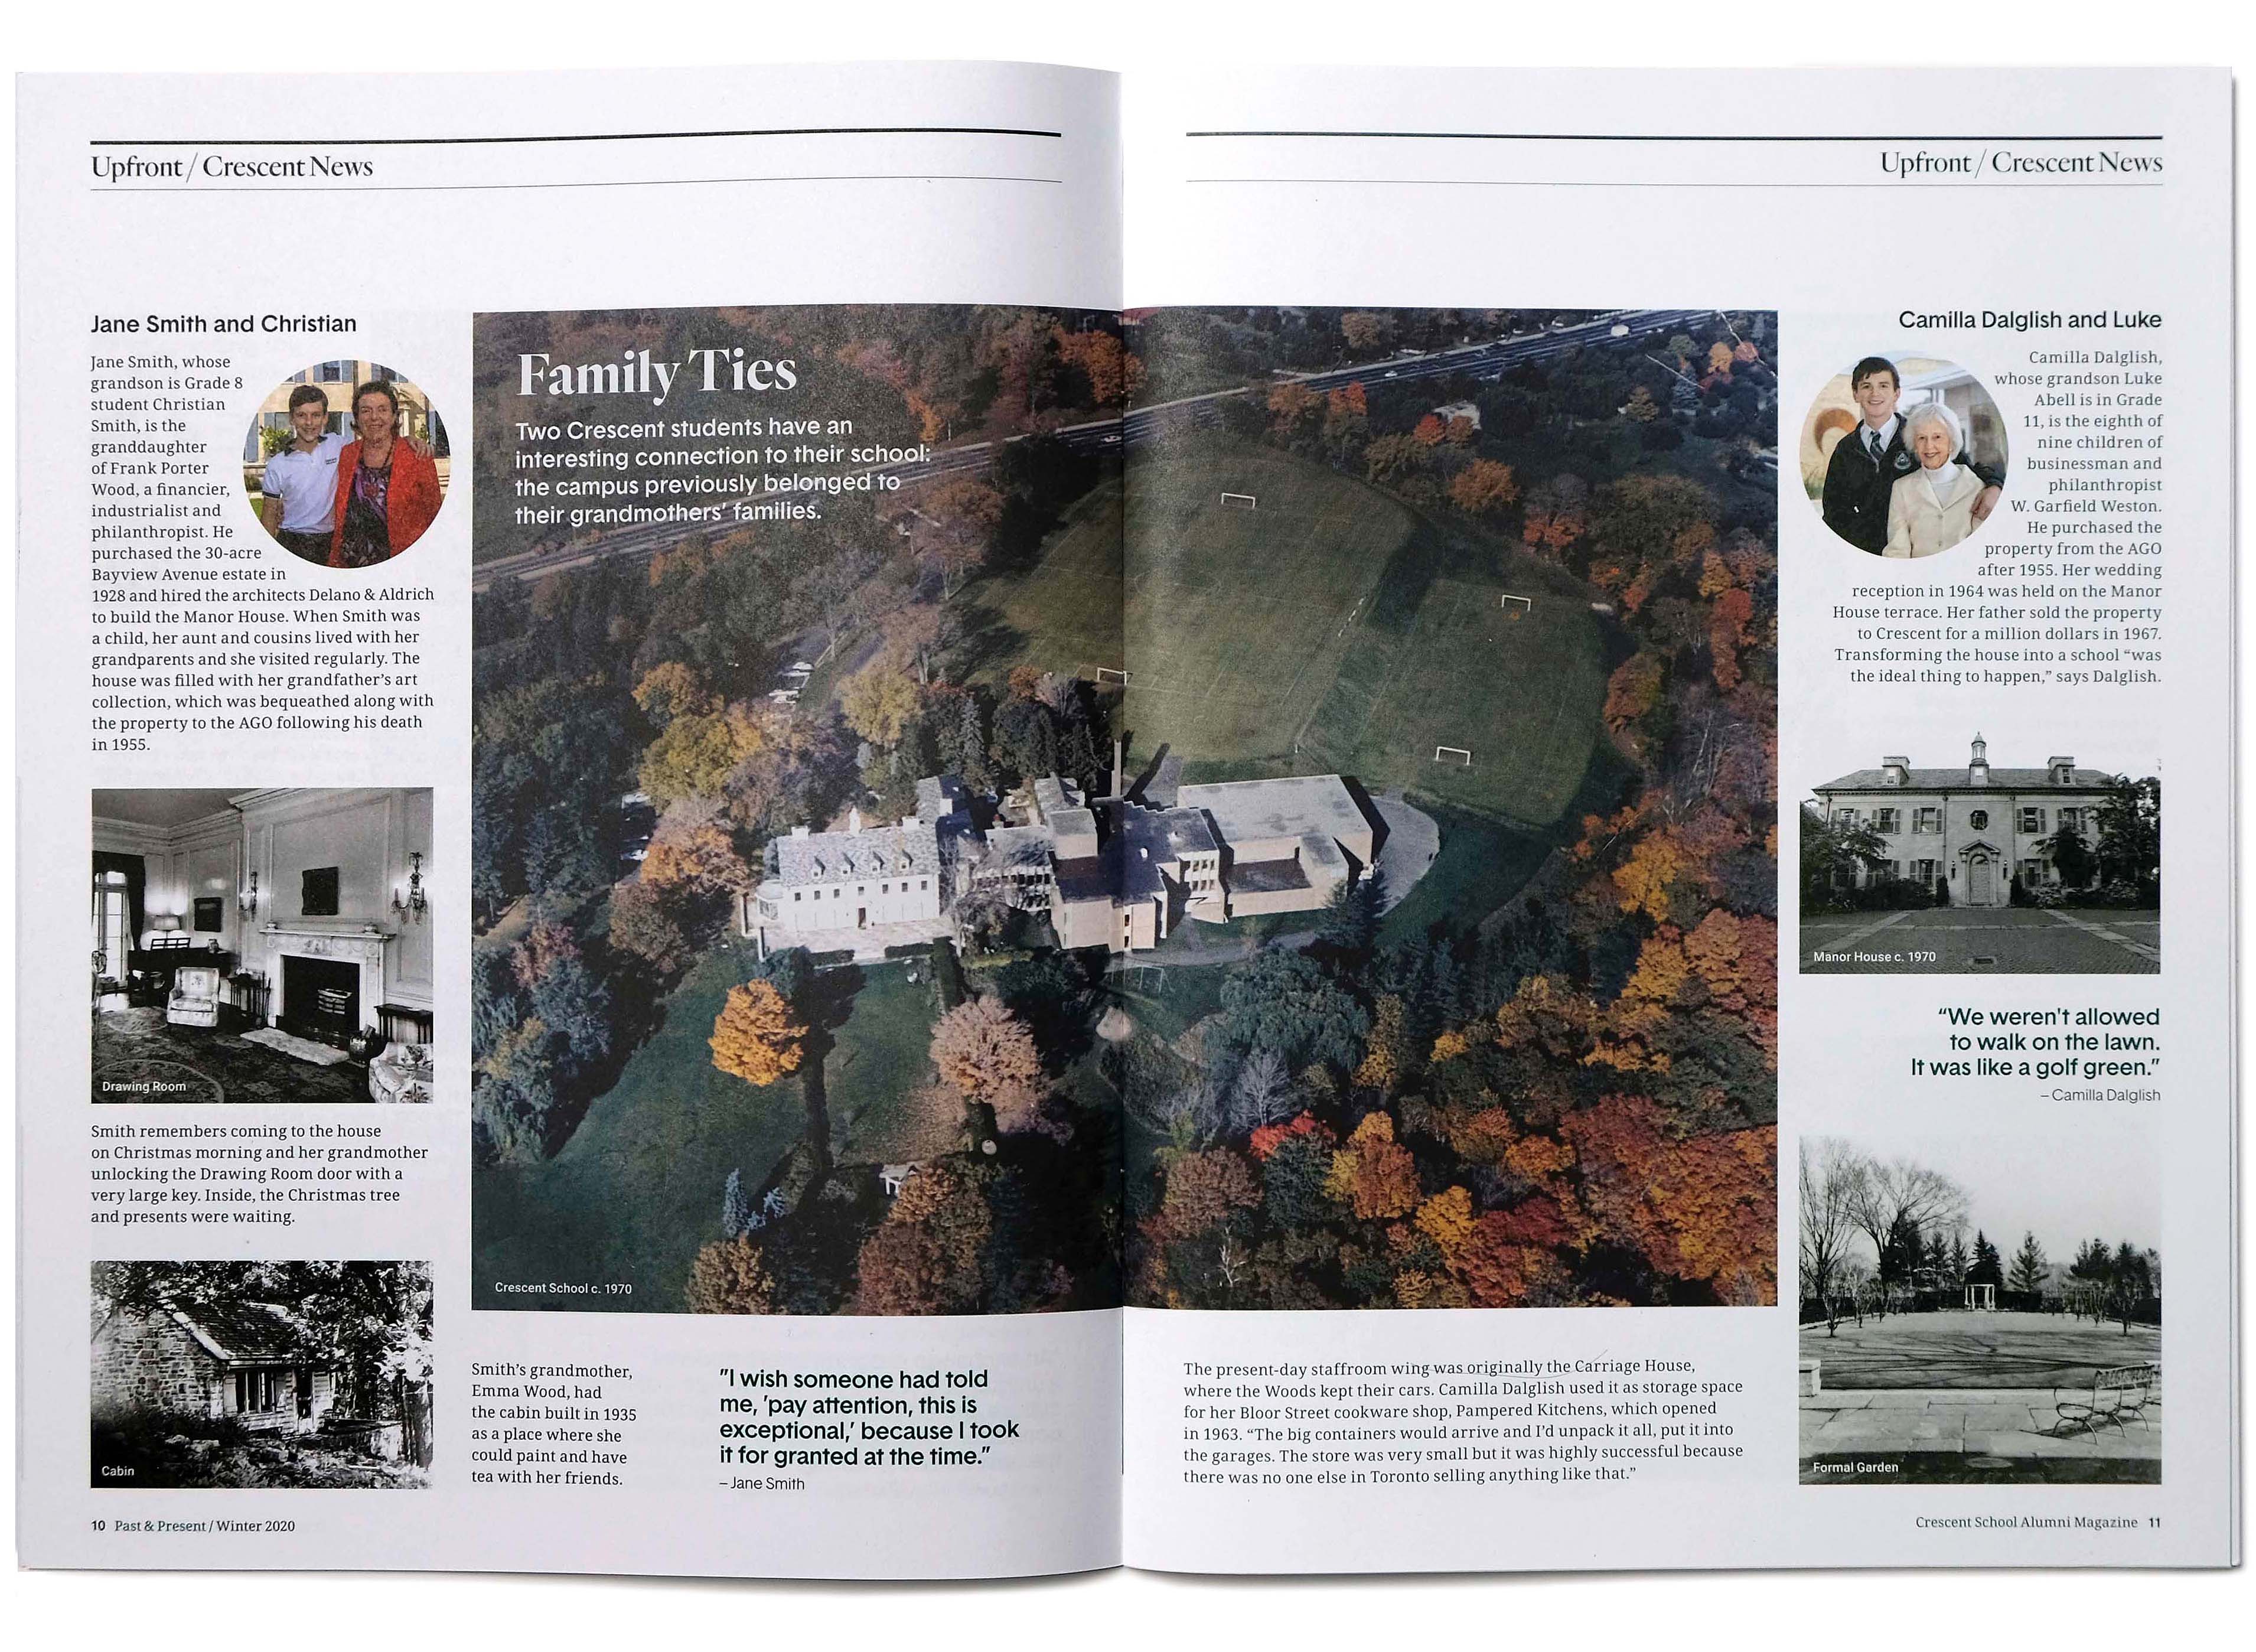 Upfront / Crescent News
Jane Smith and Christian
Jane Smith, whose
grandson is Grade 8
student Christian
Smith, is the
granddaughter
of Frank Porter
Wood, a financier,
industrialist and
philanthropist. He
purchased the 30-acre
Bayview Avenue estate in
1928 and hired the architects Delano & Aldrich
to build the Manor House. When Smith was
a child, her aunt and cousins lived with her
grandparents and she visited regularly. The
house was filled with her grandfather's art
collection, which was bequeathed along with
the property to the AGO following his death
in 1955.
Drawing Room
Smith remembers coming to the house
on Christmas morning and her grandmother
unlocking the Drawing Room door with a
very large key. Inside, the Christmas tree
and presents were waiting.
Cabin
Family Ties
Two Crescent students have an
interesting connection to their school:
the campus previously belonged to
their grandmothers' families.
Crescent School c. 1970
Smith's grandmother,
Emma Wood, had
the cabin built in 1935
as a place where she
could paint and have
tea with her friends.
"I wish someone had told
me, 'pay attention, this is
exceptional,' because I took
it for granted at the time."
– Jane Smith
10 Past & Present / Winter 2020
Upfront / Crescent News
Camilla Dalglish and Luke
Camilla Dalglish,
whose grandson Luke
Abell is in Grade
11, is the eighth of
nine children of
businessman and
philanthropist
W. Garfield Weston.
He purchased the
property from the AGO
after 1955. Her wedding
reception in 1964 was held on the Manor
House terrace. Her father sold the property
to Crescent for a million dollars in 1967.
Transforming the house into a school “was
the ideal thing to happen,” says Dalglish.
Manor House c. 1970
“We weren't allowed
to walk on the lawn.
It was like a golf green.”
– Camilla Dalglish
Formal Garden
The present-day staffroom wing was originally the Carriage House,
where the Woods kept their cars. Camilla Dalglish used it as storage space
for her Bloor Street cookware shop, Pampered Kitchens, which opened
in 1963. “The big containers would arrive and I'd unpack it all, put it into
the garages. The store was very small but it was highly successful because
there was no one else in Toronto selling anything like that.”
Crescent School Alumni Magazine 11